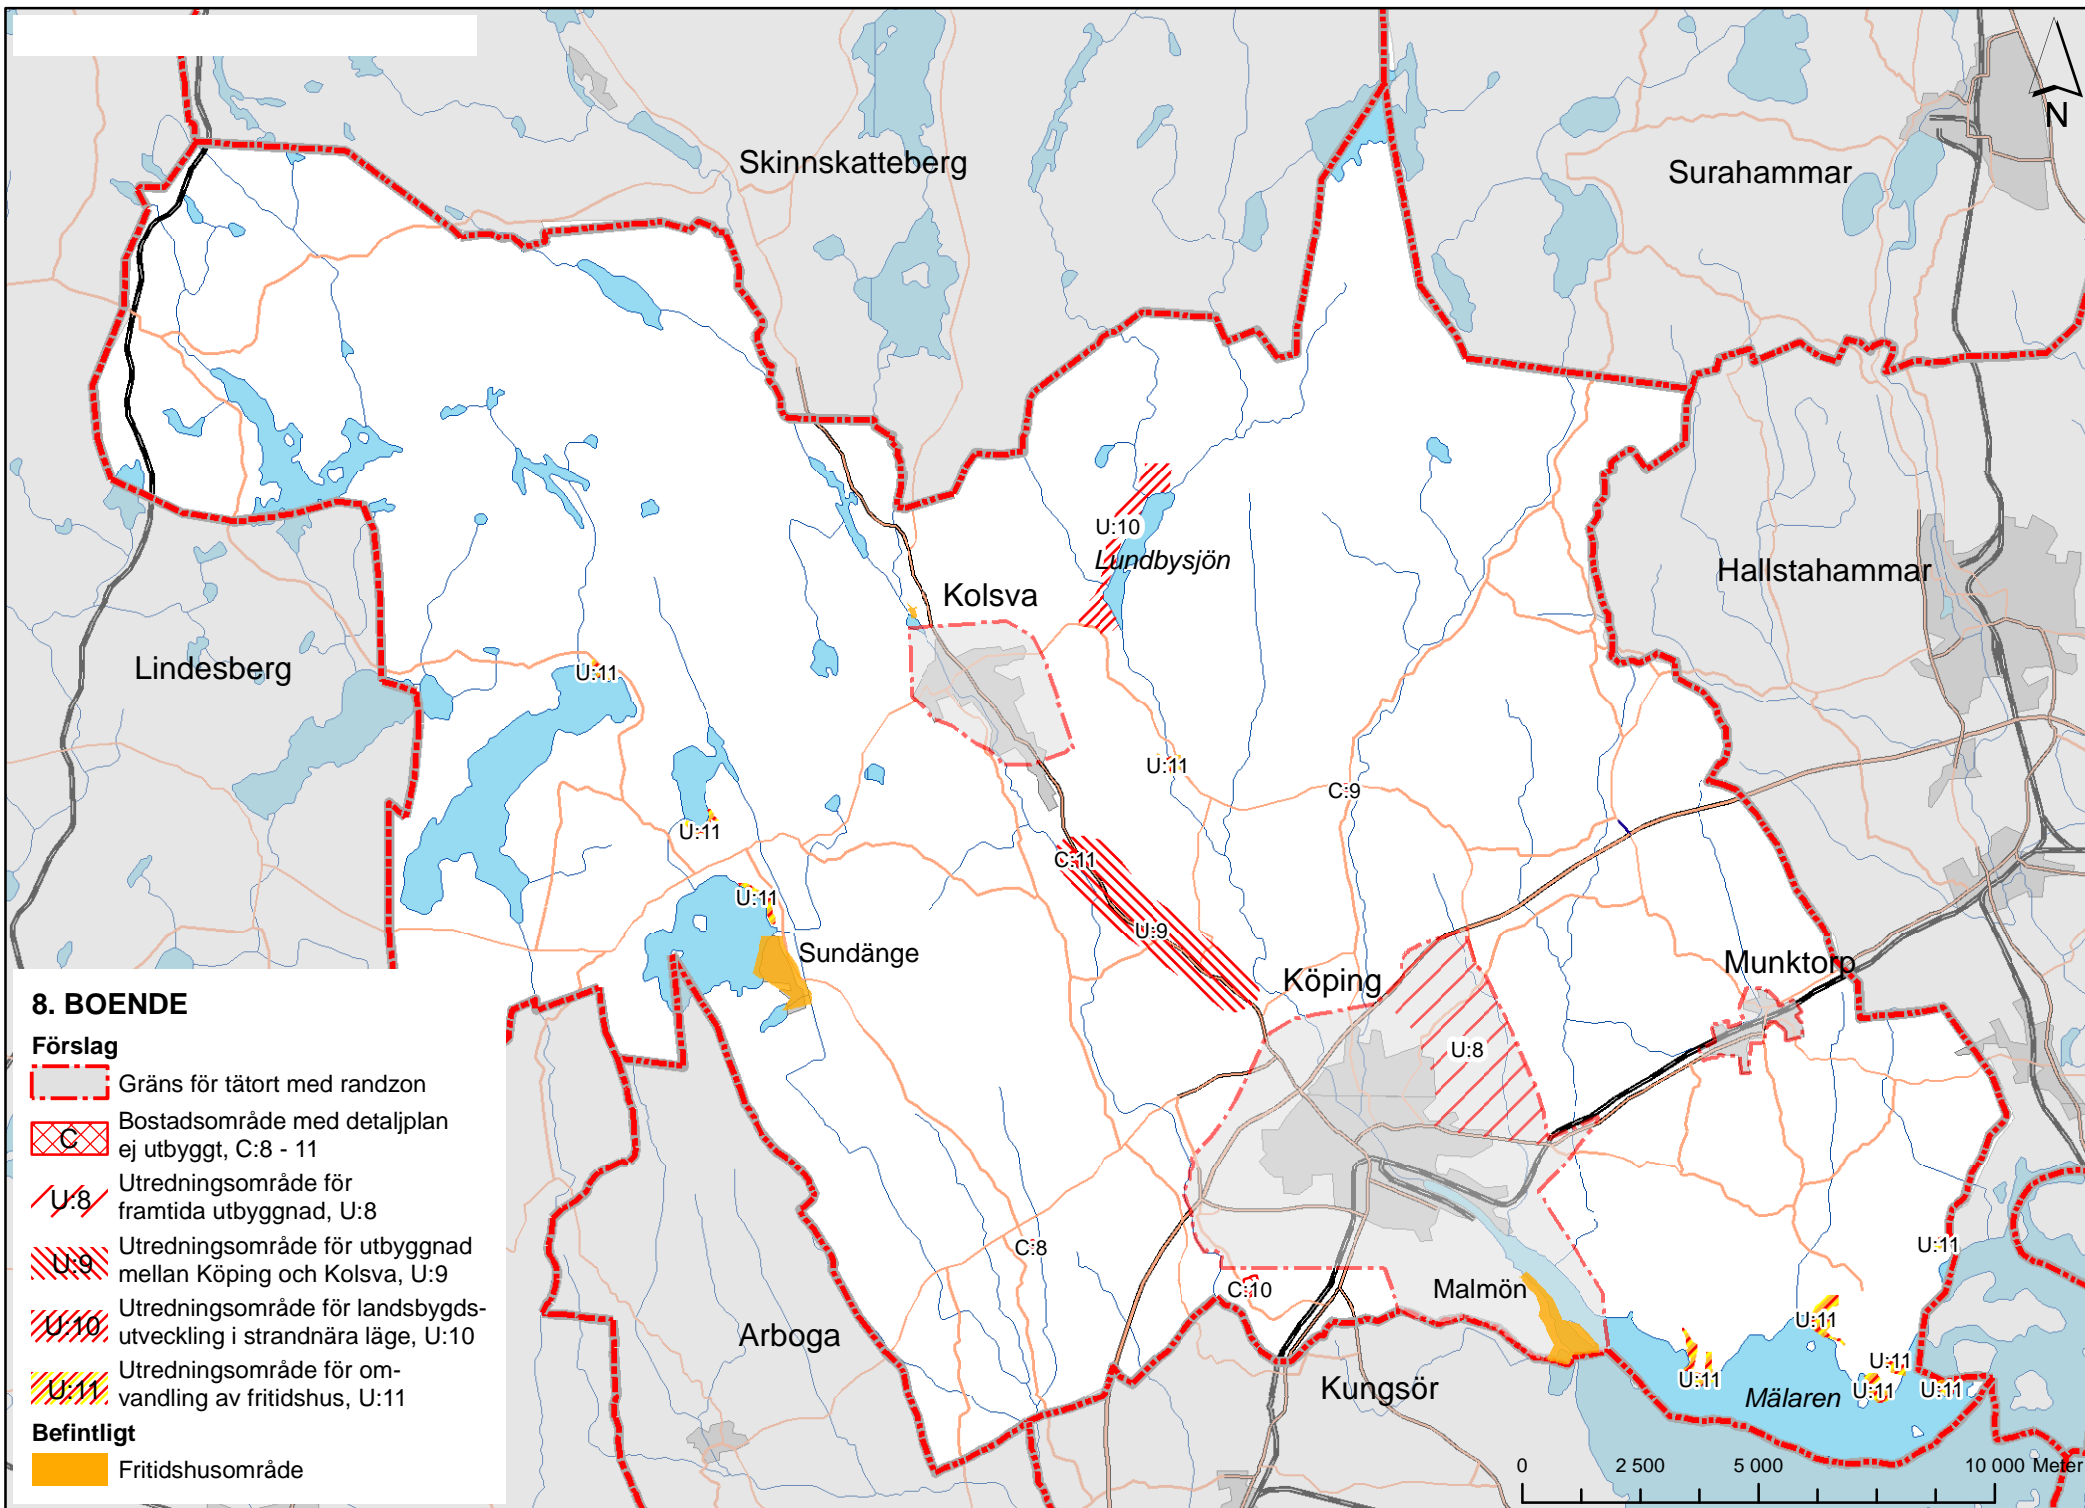 N
Skinnskatteberg
Surahammar
U:10
Lundbysjön
Hallstahammar
Kolsva
Lindesberg
U:11
U:11
C:9
U:11
C:11
U:11
U:9
Sundänge
Köping
Munktorp
U:8
C:8
U:11
C:10
Malmön
U:11
Arboga
U:11
U:11
Kungsör
U:11
U:11
Mälaren
8. BOENDE
Förslag
Gräns för tätort med randzon
C
Bostadsområde med detaljplan
ej utbyggt, C:8 - 11
U:8
Utredningsområde för
framtida utbyggnad, U:8
U:9
Utredningsområde för utbyggnad
mellan Köping och Kolsva, U:9
U:10
Utredningsområde för landsbygds-
utveckling i strandnära läge, U:10
U:11
Utredningsområde för om-
vandling av fritidshus, U:11
Befintligt
Fritidshusområde
0 2 500 5 000 10 000 Meter